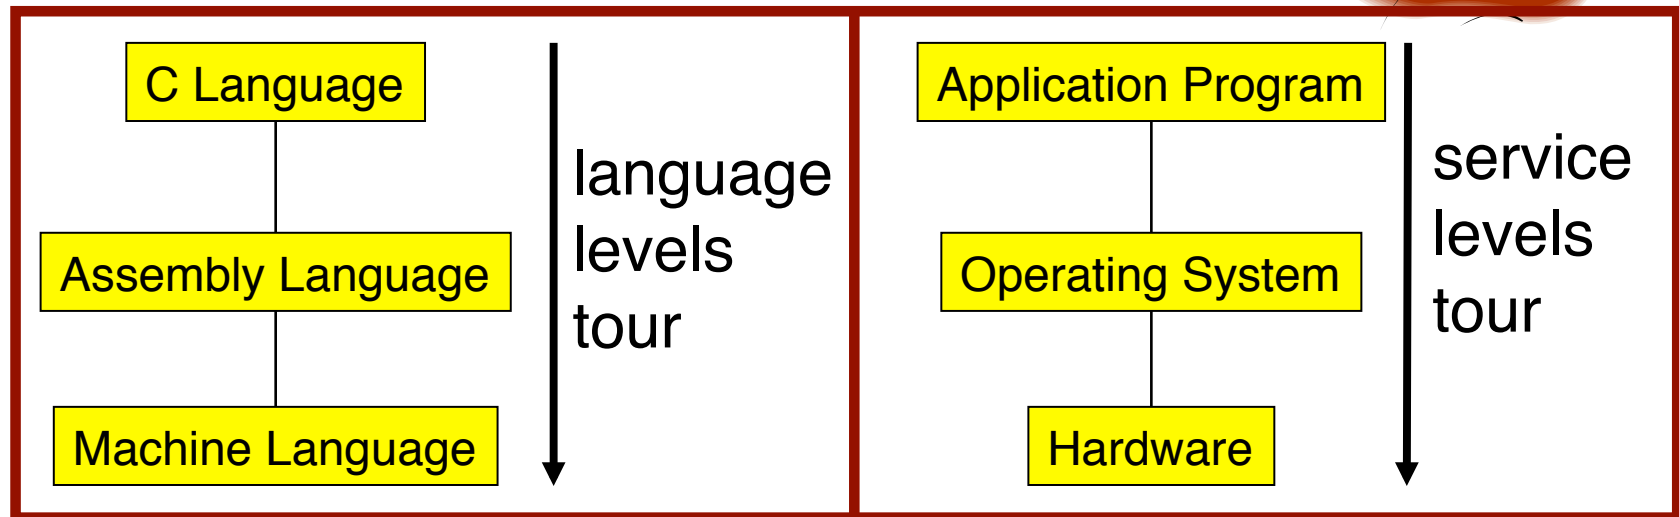 C Language
Assembly Language
Machine Language
language
levels
tour
Application Program
Operating System
Hardware
service
levels
tour